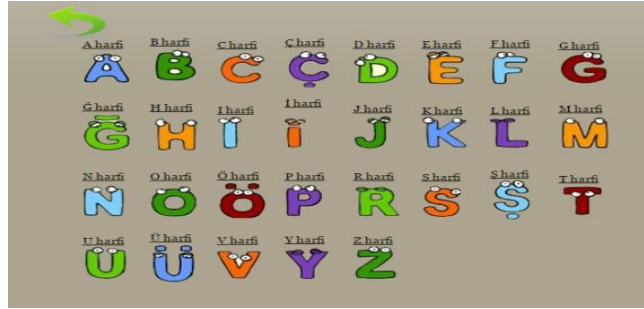 A harfi B harfi C harfi Ç harfi D harfi E harfi F harfi G harfi
A B C Ç D E F G
Ğ harfi H harfi I harfi İ harfi J harfi K harfi L harfi M harfi
Ğ H I İ J K L M
N harfi O harfi Ö harfi P harfi R harfi S harfi Ş harfi T harfi
N O Ö P R S Ş T
U harfi Ü harfi V harfi Y harfi Z harfi
U Ü V Y Z